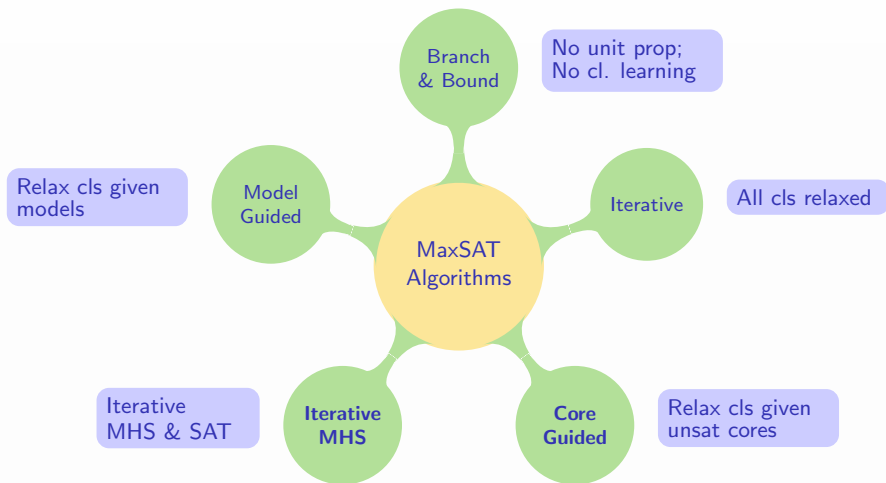 Branch
& Bound
No unit prop;
No cl. learning
Relax cls given
models
Model
Guided
Iterative
All cls relaxed
MaxSAT
Algorithms
Iterative
MHS & SAT
Iterative
MHS
Core
Guided
Relax cls given
unsat cores